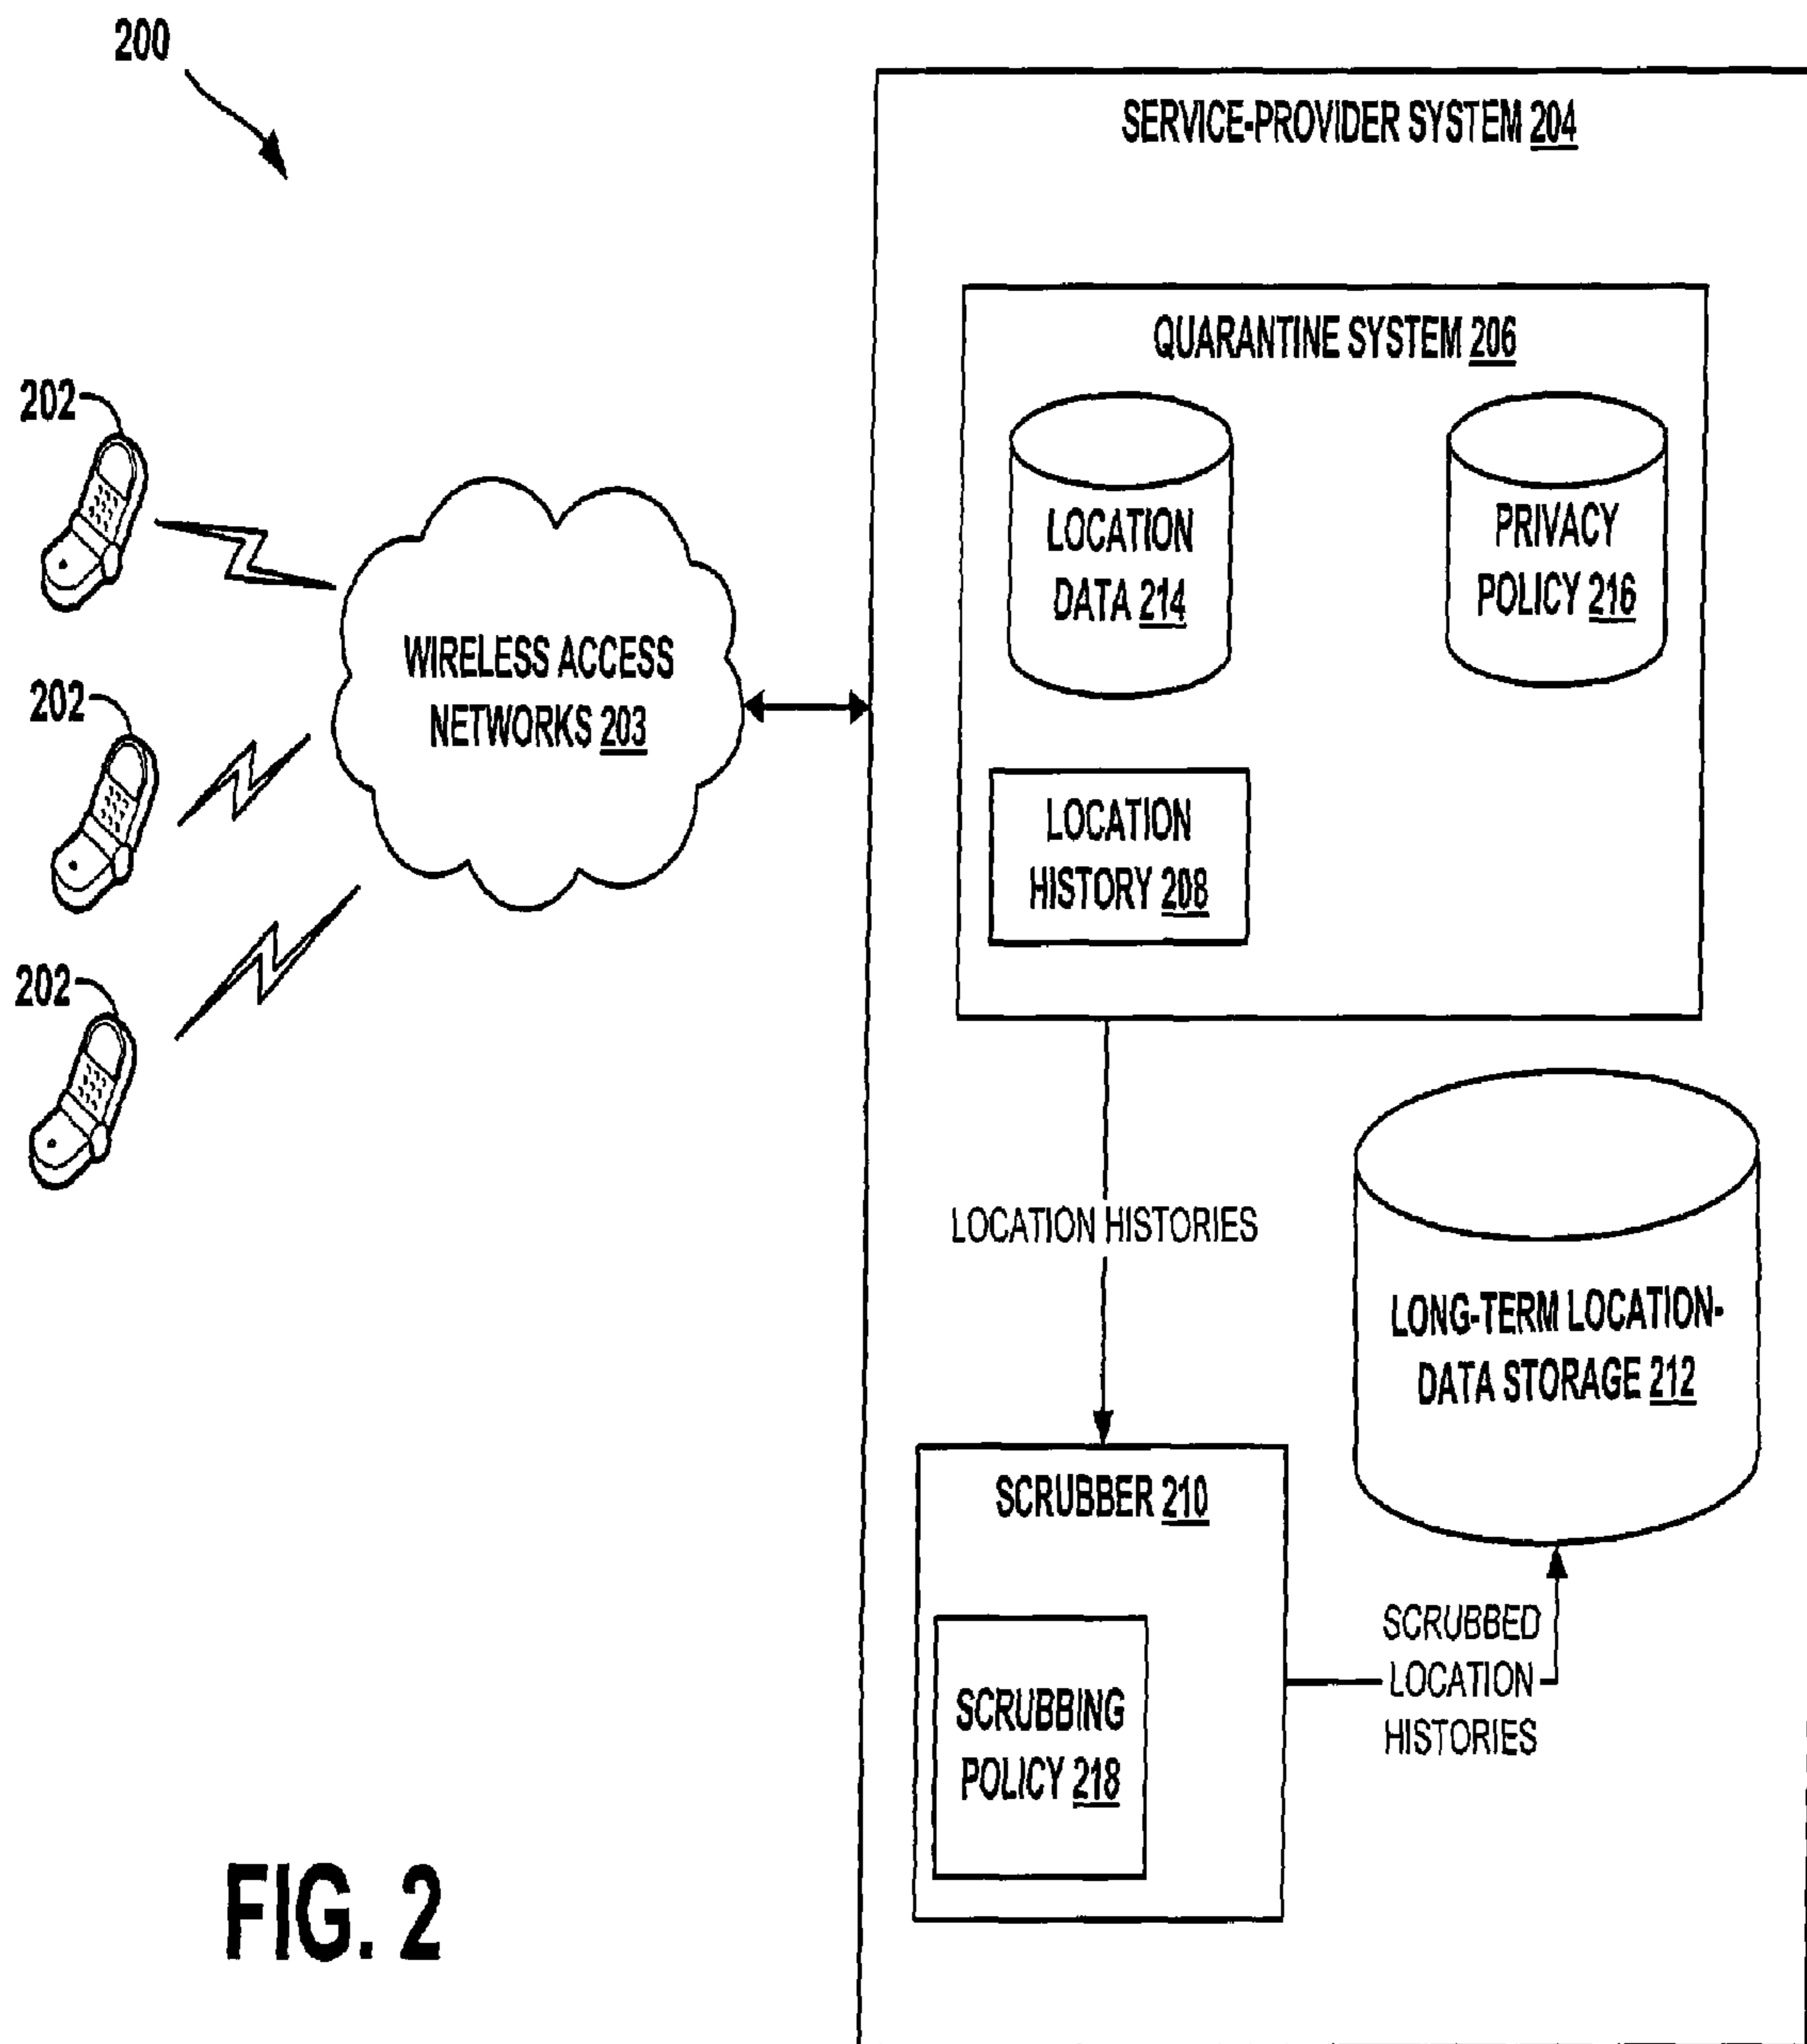 200
SERVICE-PROVIDER SYSTEM 204
QUARANTINE SYSTEM 206
202
LOCATION
DATA 214
PRIVACY
POLICY 216
WIRELESS ACCESS
NETWORKS 203
202
LOCATION
HISTORY 208
202
LOCATION HISTORIES
LONG-TERM LOCATION-
DATA STORAGE 212
SCRUBBER 210
SCRUBBED
LOCATION
HISTORIES
SCRUBBING
POLICY 218
FIG. 2